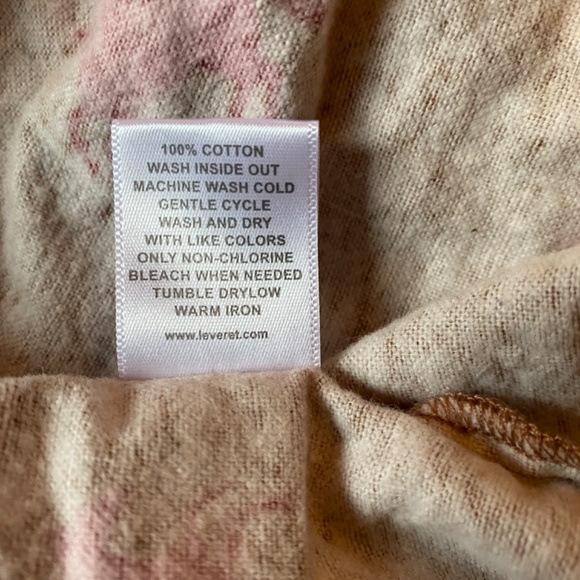 100% COTTON
WASH INSIDE OUT
MACHINE WASH COLD
GENTLE CYCLE
WASH AND DRY
WITH LIKE COLORS
ONLY NON-CHLORINE
BLEACH WHEN NEEDED
TUMBLE DRYLOW
WARM IRON
www.leveret.com